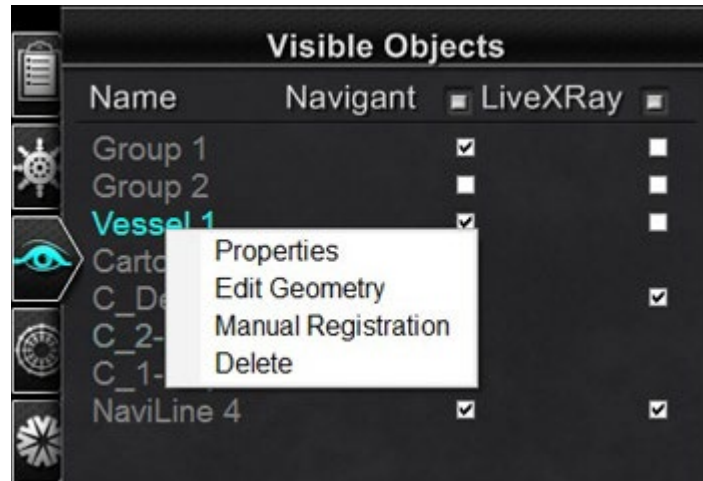 Visible Objects
Name Navigant LiveXRay
Group 1
Group 2
Vessel 1
Properties
Edit Geometry
Manual Registration
Delete
NaviLine 4